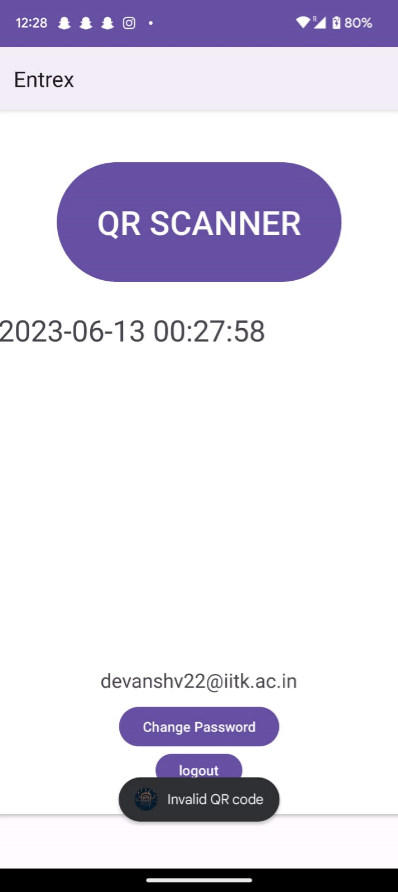 12:28
R
80%
Entrex
QR SCANNER
2023-06-13 00:27:58
devanshv22@iitk.ac.in
Change Password
logout
Invalid QR code